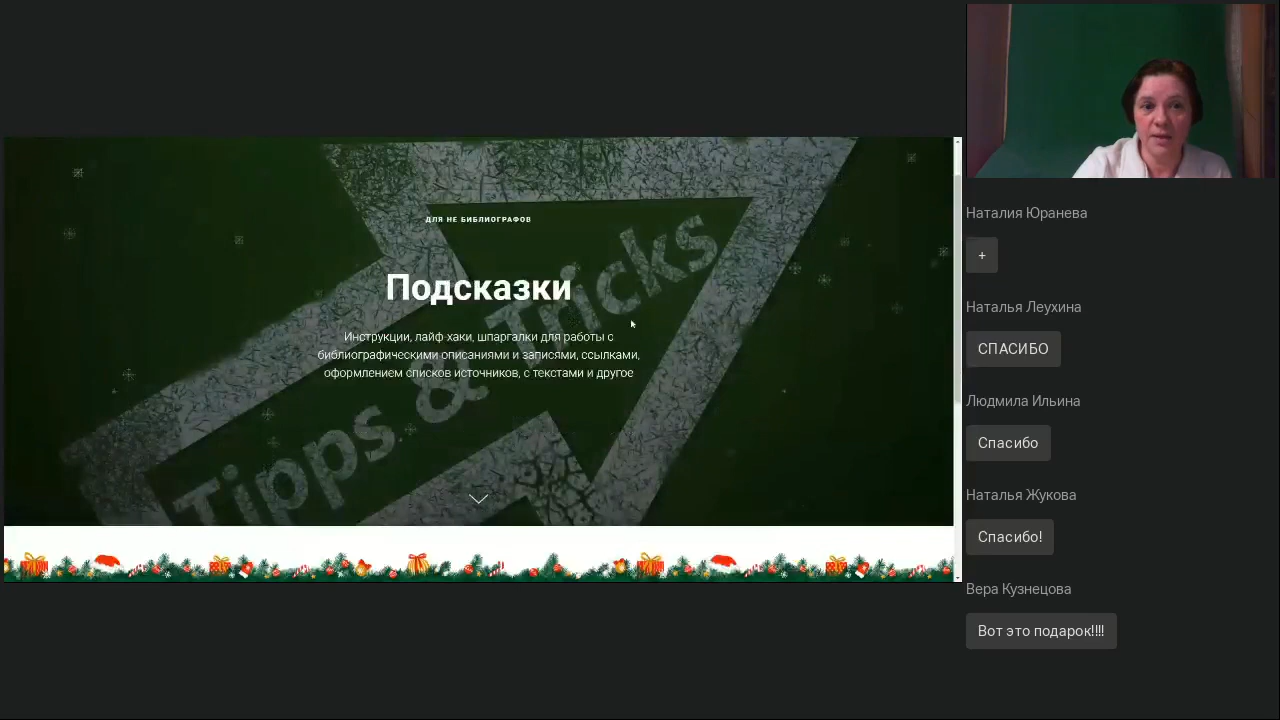 ДЛЯ НЕ БИБЛИОГРАФОВ
Подсказки
Инструкции, лайф-хаки, шпаргалки для работы с
библиографическими описаниями и записями, ссылками,
оформлением списков источников, с текстами и другое
Tipps & Tricks
Наталия Юранева
+
Наталья Леухина
СПАСИБО
Людмила Ильина
Спасибо
Наталья Жукова
Спасибо!
Вера Кузнецова
Вот это подарок!!!!